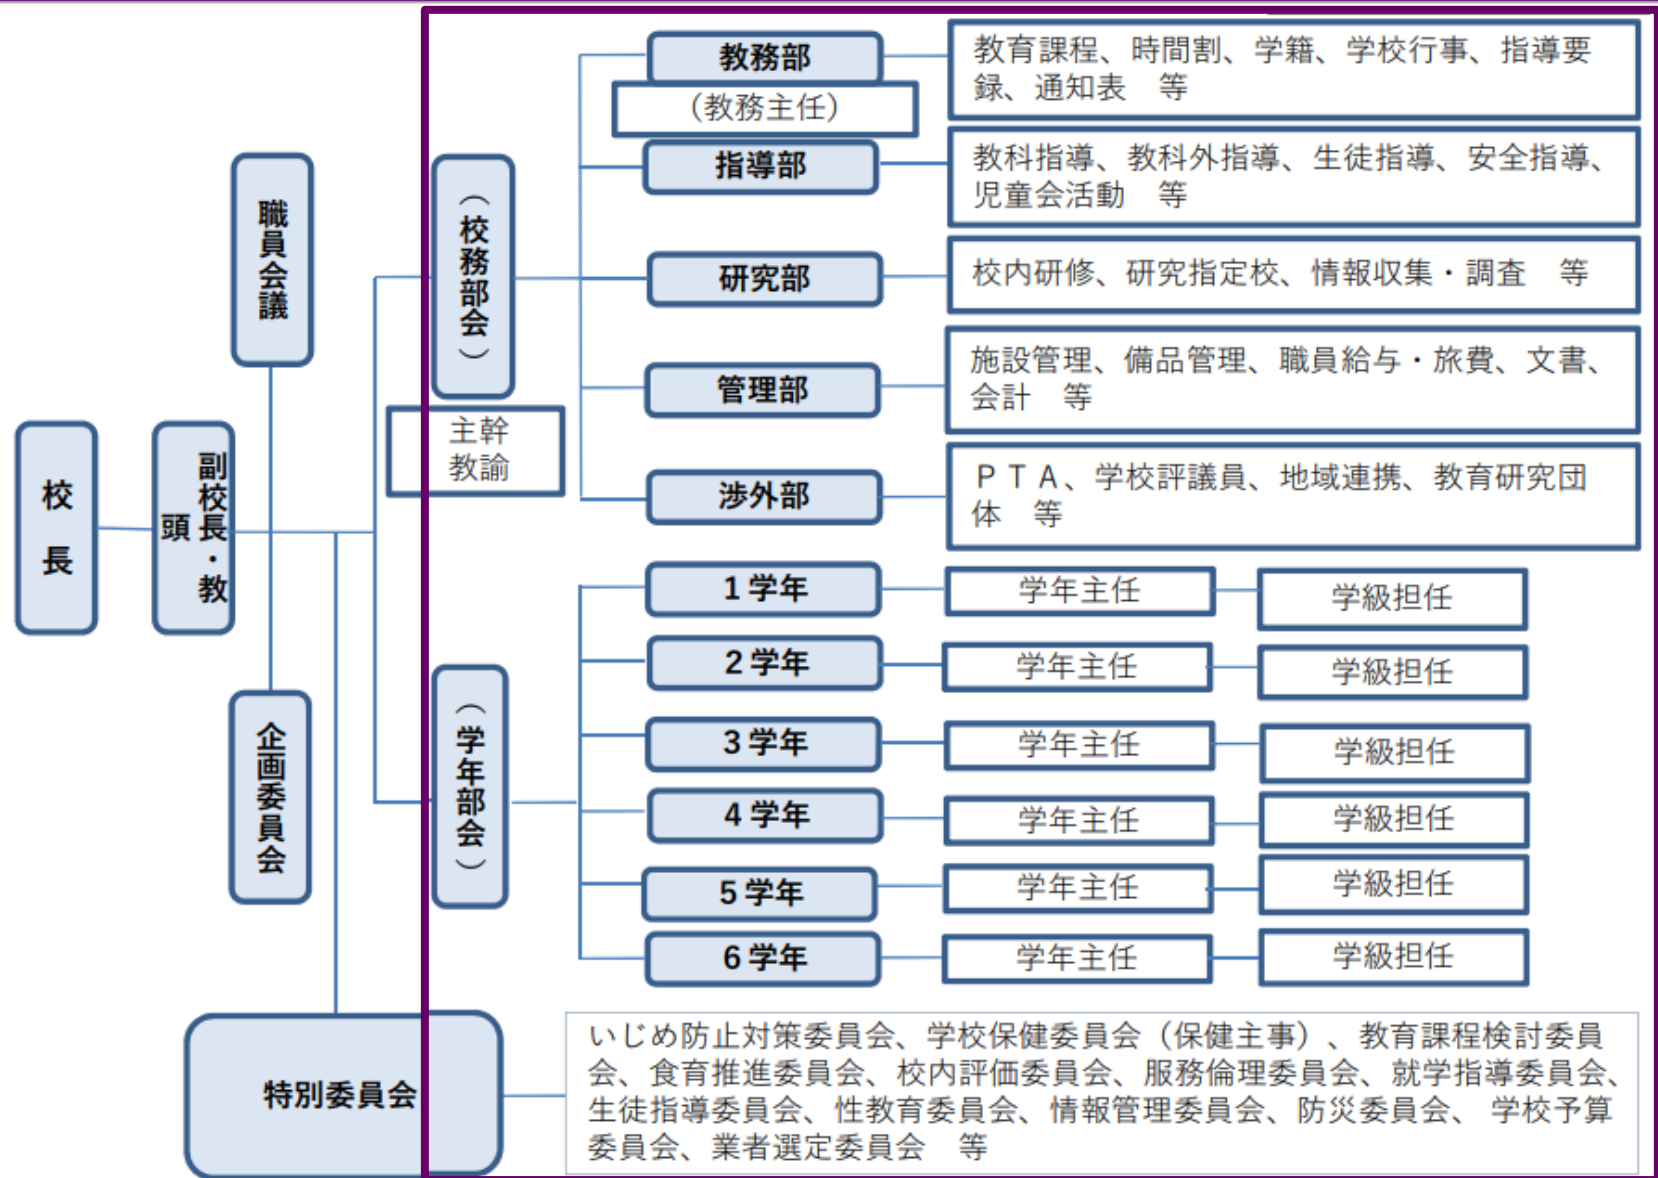 校長
副校長・教
頭
職員会議
企画委員会
（校務部会）
主幹
教諭
教務部
（教務主任）
教育課程、時間割、学籍、学校行事、指導要
録、通知表　等
指導部
教科指導、教科外指導、生徒指導、安全指導、
児童会活動　等
研究部
校内研修、研究指定校、情報収集・調査　等
管理部
施設管理、備品管理、職員給与・旅費、文書、
会計　等
渉外部
ＰＴＡ、学校評議員、地域連携、教育研究団
体　等
（学年部会）
1学年
学年主任
学級担任
2学年
学年主任
学級担任
3学年
学年主任
学級担任
4学年
学年主任
学級担任
5学年
学年主任
学級担任
6学年
学年主任
学級担任
特別委員会
いじめ防止対策委員会、学校保健委員会（保健主事）、教育課程検討委員
会、食育推進委員会、校内評価委員会、服務倫理委員会、就学指導委員会、
生徒指導委員会、性教育委員会、情報管理委員会、防災委員会、 学校予算
委員会、業者選定委員会　等